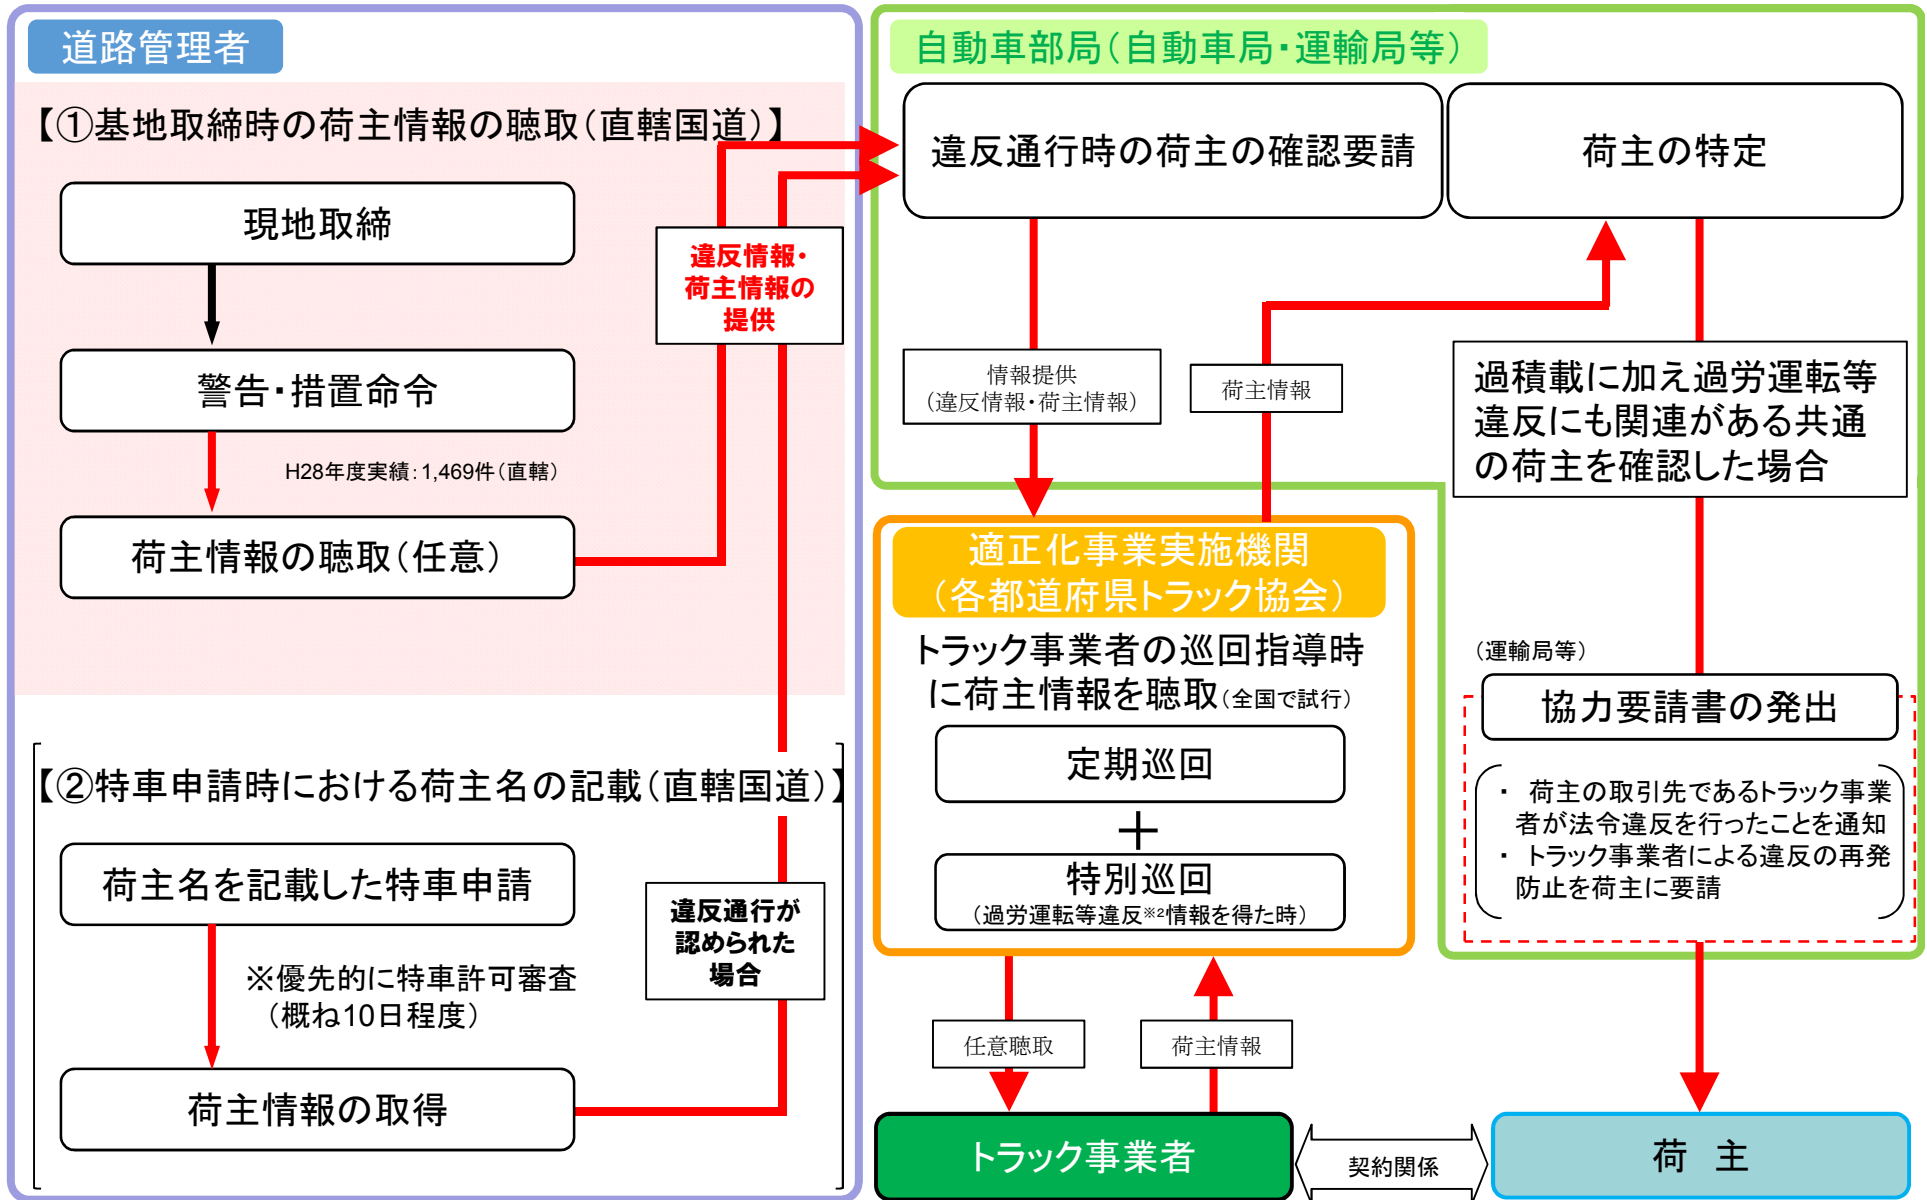 道路管理者
【①基地取締時の荷主情報の聴取（直轄国道）】
現地取締
警告・措置命令
H28年度実績：1,469件（直轄）
荷主情報の聴取（任意）
違反情報・
荷主情報の
提供
【②特車申請時における荷主名の記載（直轄国道）】
荷主名を記載した特車申請
※優先的に特車許可審査
（概ね10日程度）
荷主情報の取得
違反通行が
認められた
場合
自動車部局（自動車局・運輸局等）
違反通行時の荷主の確認要請
荷主の特定
情報提供
（違反情報・荷主情報）
荷主情報
過積載に加え過労運転等
違反にも関連がある共通
の荷主を確認した場合
適正化事業実施機関
（各都道府県トラック協会）
トラック事業者の巡回指導時
に荷主情報を聴取（全国で試行）
定期巡回
＋
特別巡回
（過労運転等違反※2情報を得た時）
（運輸局等）
協力要請書の発出
・ 荷主の取引先であるトラック事業
者が法令違反を行ったことを通知
・ トラック事業者による違反の再発
防止を荷主に要請
任意聴取
荷主情報
トラック事業者
契約関係
荷 主